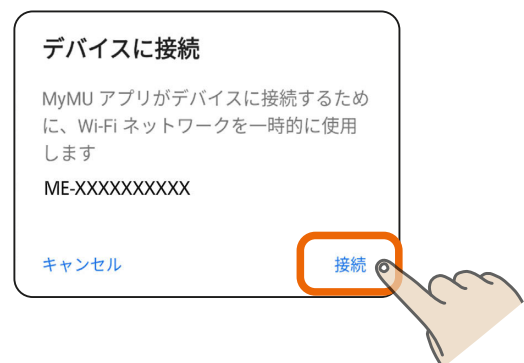 デバイスに接続
MyMU アプリがデバイスに接続するため
に、Wi-Fi ネットワークを一時的に使用
します
ME-XXXXXXXXXX
キャンセル
接続